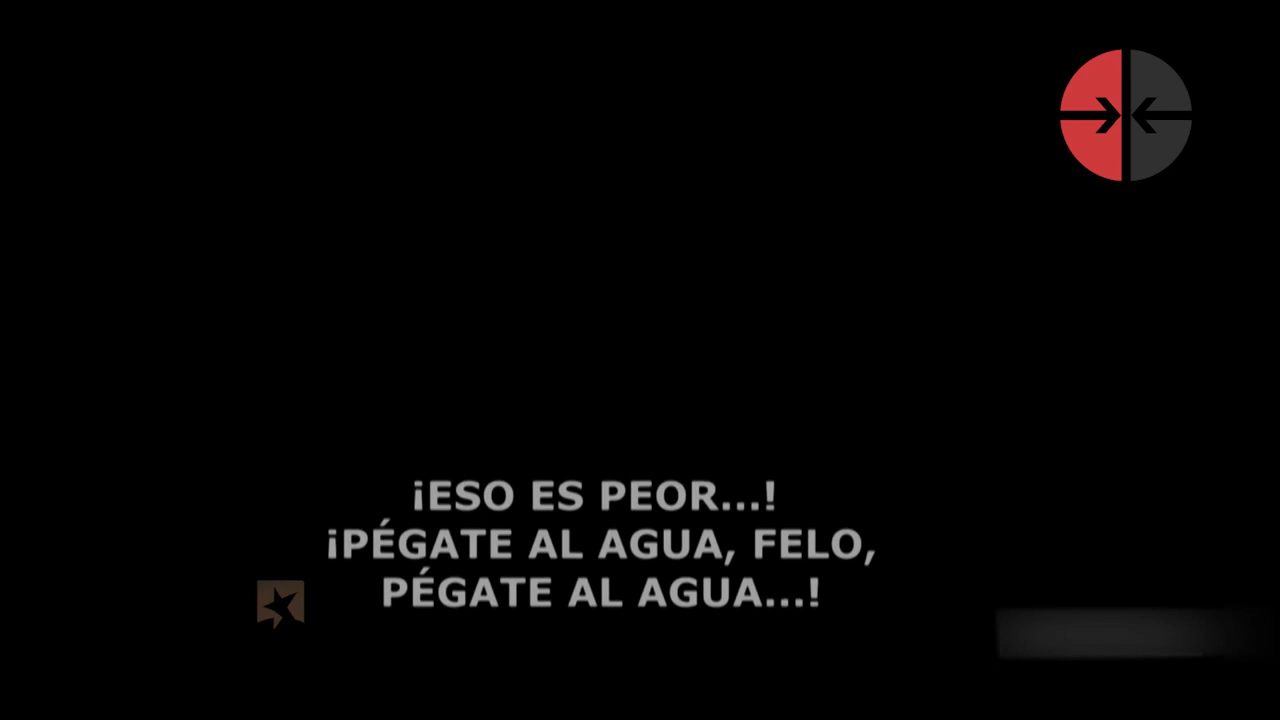 ¡ESO ES PEOR...!
¡PÉGATE AL AGUA, FELO,
PÉGATE AL AGUA...!